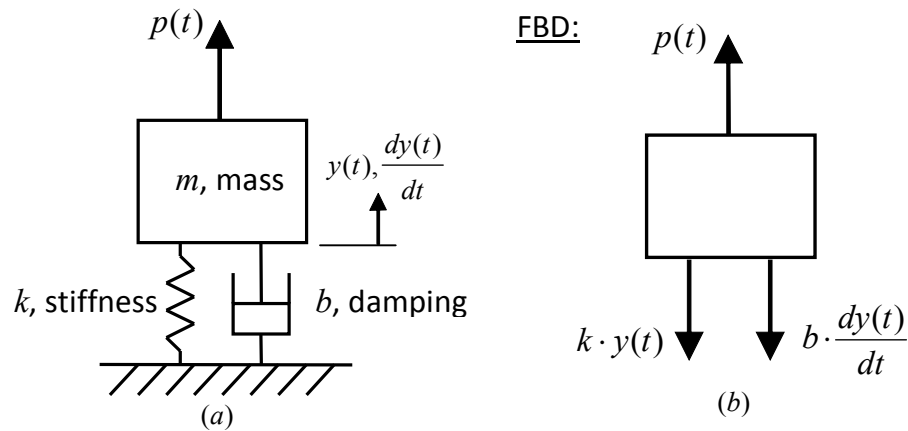 p(t)
m, mass
y(t), dy(t)/dt
k, stiffness
b, damping
(a)
FBD:
p(t)
k · y(t)
b · dy(t)/dt
(b)